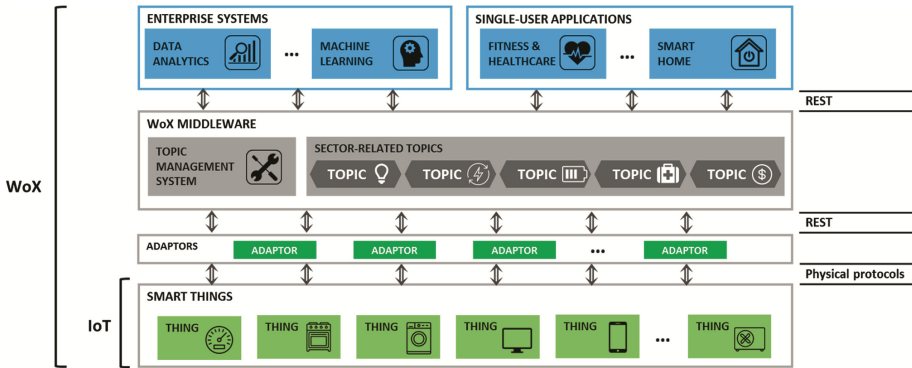 ENTERPRISE SYSTEMS
DATA
ANALYTICS
...
MACHINE
LEARNING
SINGLE-USER APPLICATIONS
FITNESS &
HEALTHCARE
...
SMART
HOME
REST
WoX MIDDLEWARE
TOPIC
MANAGEMENT
SYSTEM
SECTOR-RELATED TOPICS
TOPIC
TOPIC
TOPIC
TOPIC
TOPIC
$
WoX
REST
ADAPTORS
ADAPTOR
ADAPTOR
ADAPTOR
...
ADAPTOR
Physical protocols
IoT
SMART THINGS
THING
THING
THING
THING
THING
...
THING